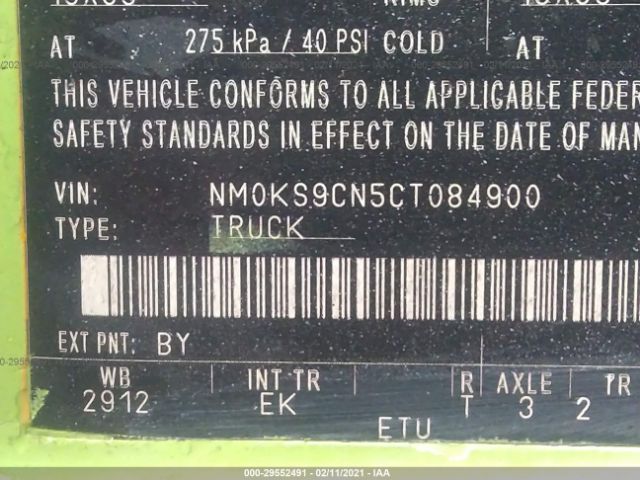 AT 275 kPa / 40 PSI COLD AT
THIS VEHICLE CONFORMS TO ALL APPLICABLE FEDER
SAFETY STANDARDS IN EFFECT ON THE DATE OF MAN
VIN: NM0KS9CN5CT084900
TYPE: TRUCK
EXT PNT: BY
WB INT TR R AXLE TR
2912 EK T 3 2
ETU
000-29552491 - 02/11/2021 - IAA